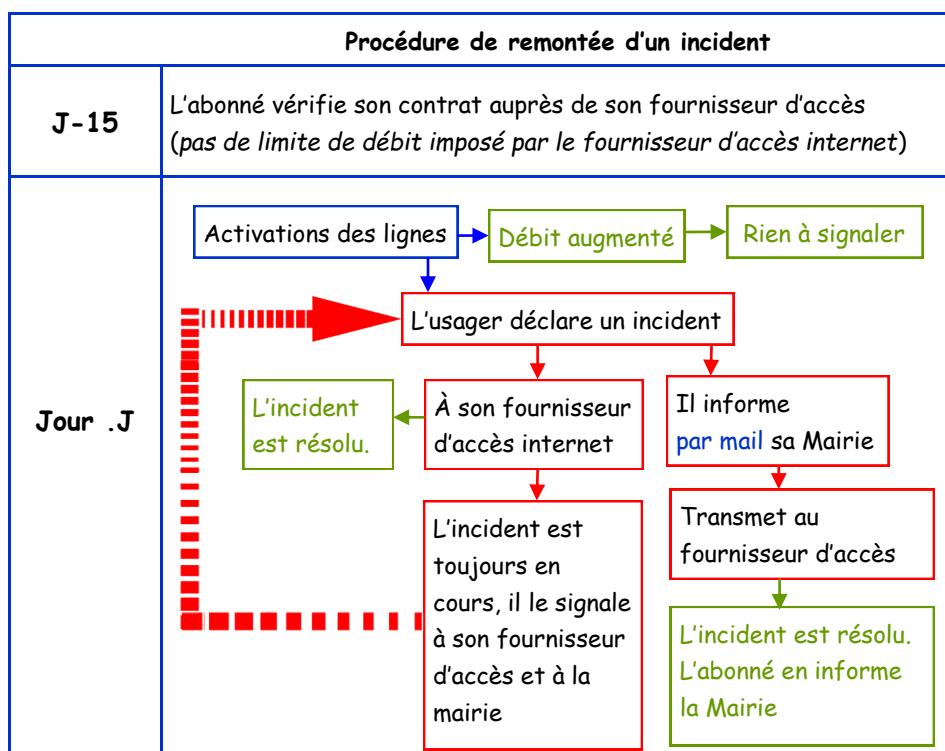 Procédure de remontée d'un incident
J-15
L'abonné vérifie son contrat auprès de son fournisseur d'accès
(pas de limite de débit imposé par le fournisseur d'accès internet)
Jour .J
Activations des lignes
Débit augmenté
Rien à signaler
L'usager déclare un incident
L'incident
est résolu.
À son fournisseur
d'accès internet
Il informe
par mail sa Mairie
L'incident est
toujours en
cours, il le signale
à son fournisseur
d'accès et à la
mairie
Transmet au
fournisseur d'accès
L'incident est résolu.
L'abonné en informe
la Mairie